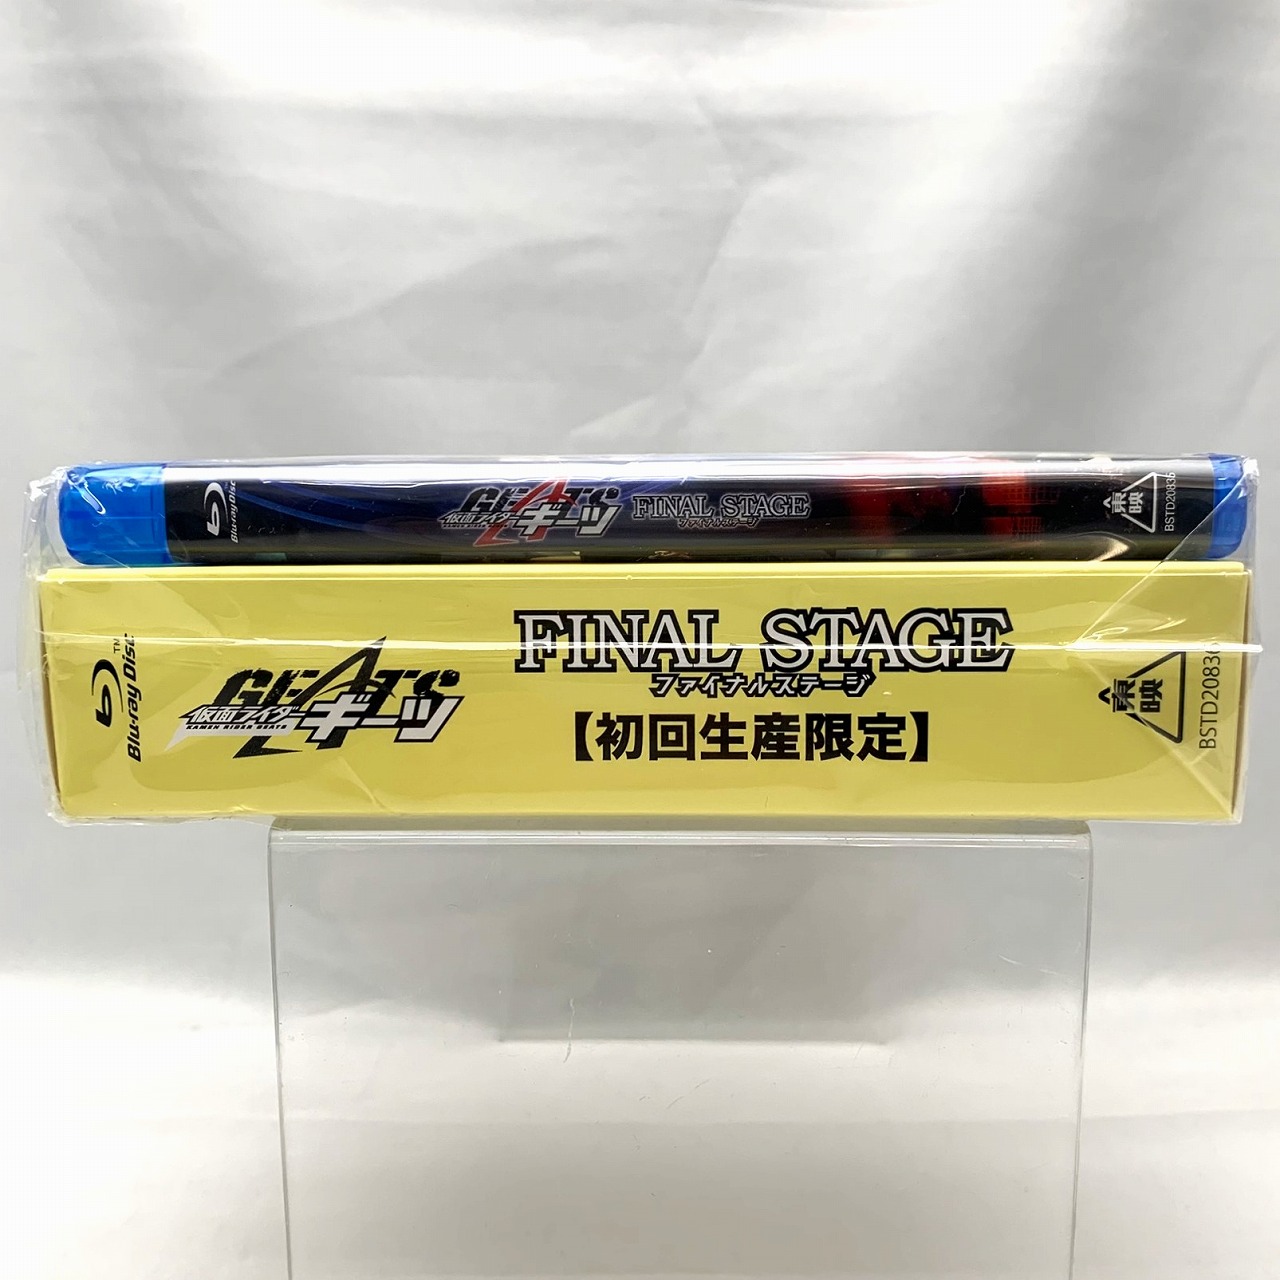 Blu-ray Disc
GEATS
仮面ライダーギーツ
FINAL STAGE
ファイナルステージ
東映
BSTD20836
Blu-ray Disc™
GEATS
仮面ライダーギーツ
KAMEN RIDER GEATS
FINAL STAGE
ファイナルステージ
【初回生産限定】
東映
BSTD20836